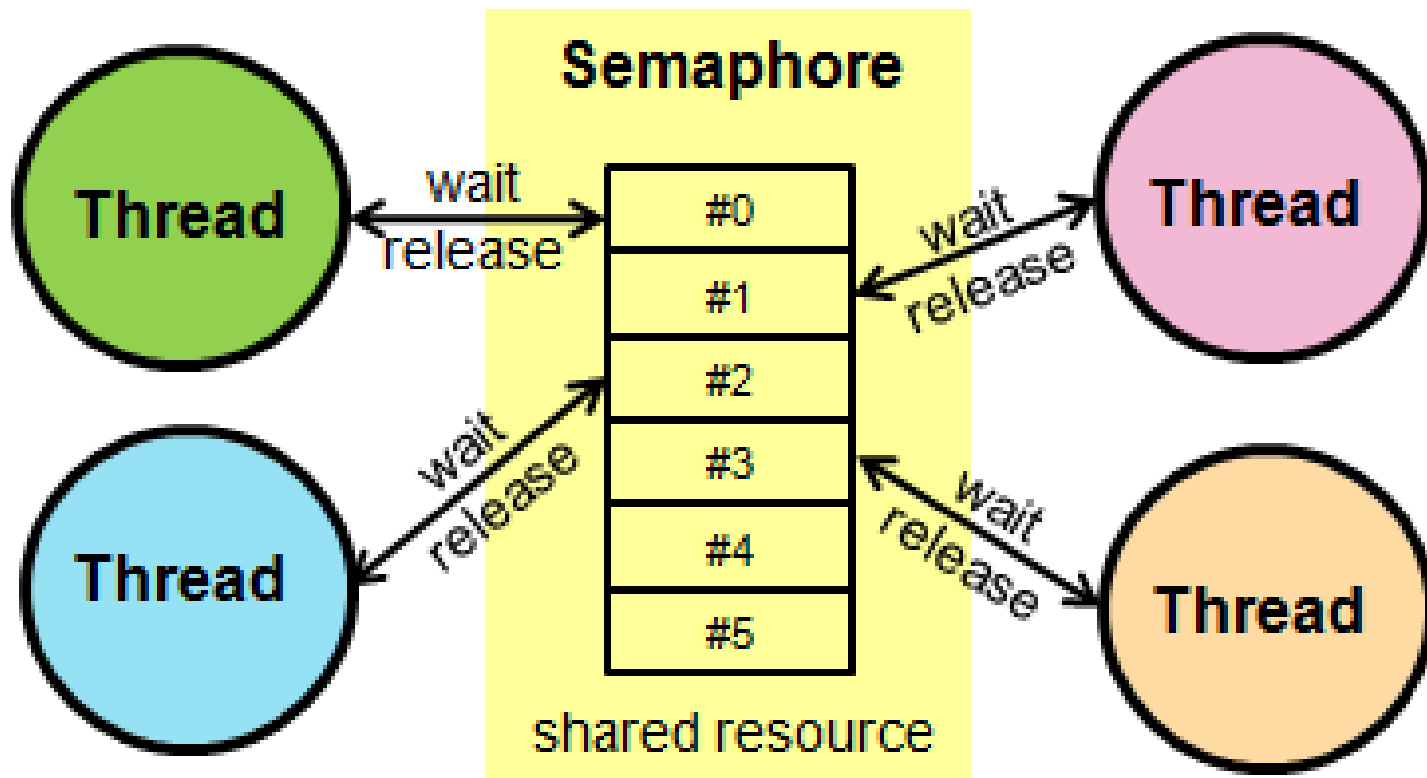 Semaphore
Thread
wait
release
#0
#1
#2
#3
#4
#5
wait
release
Thread
Thread
wait
release
wait
release
Thread
shared resource